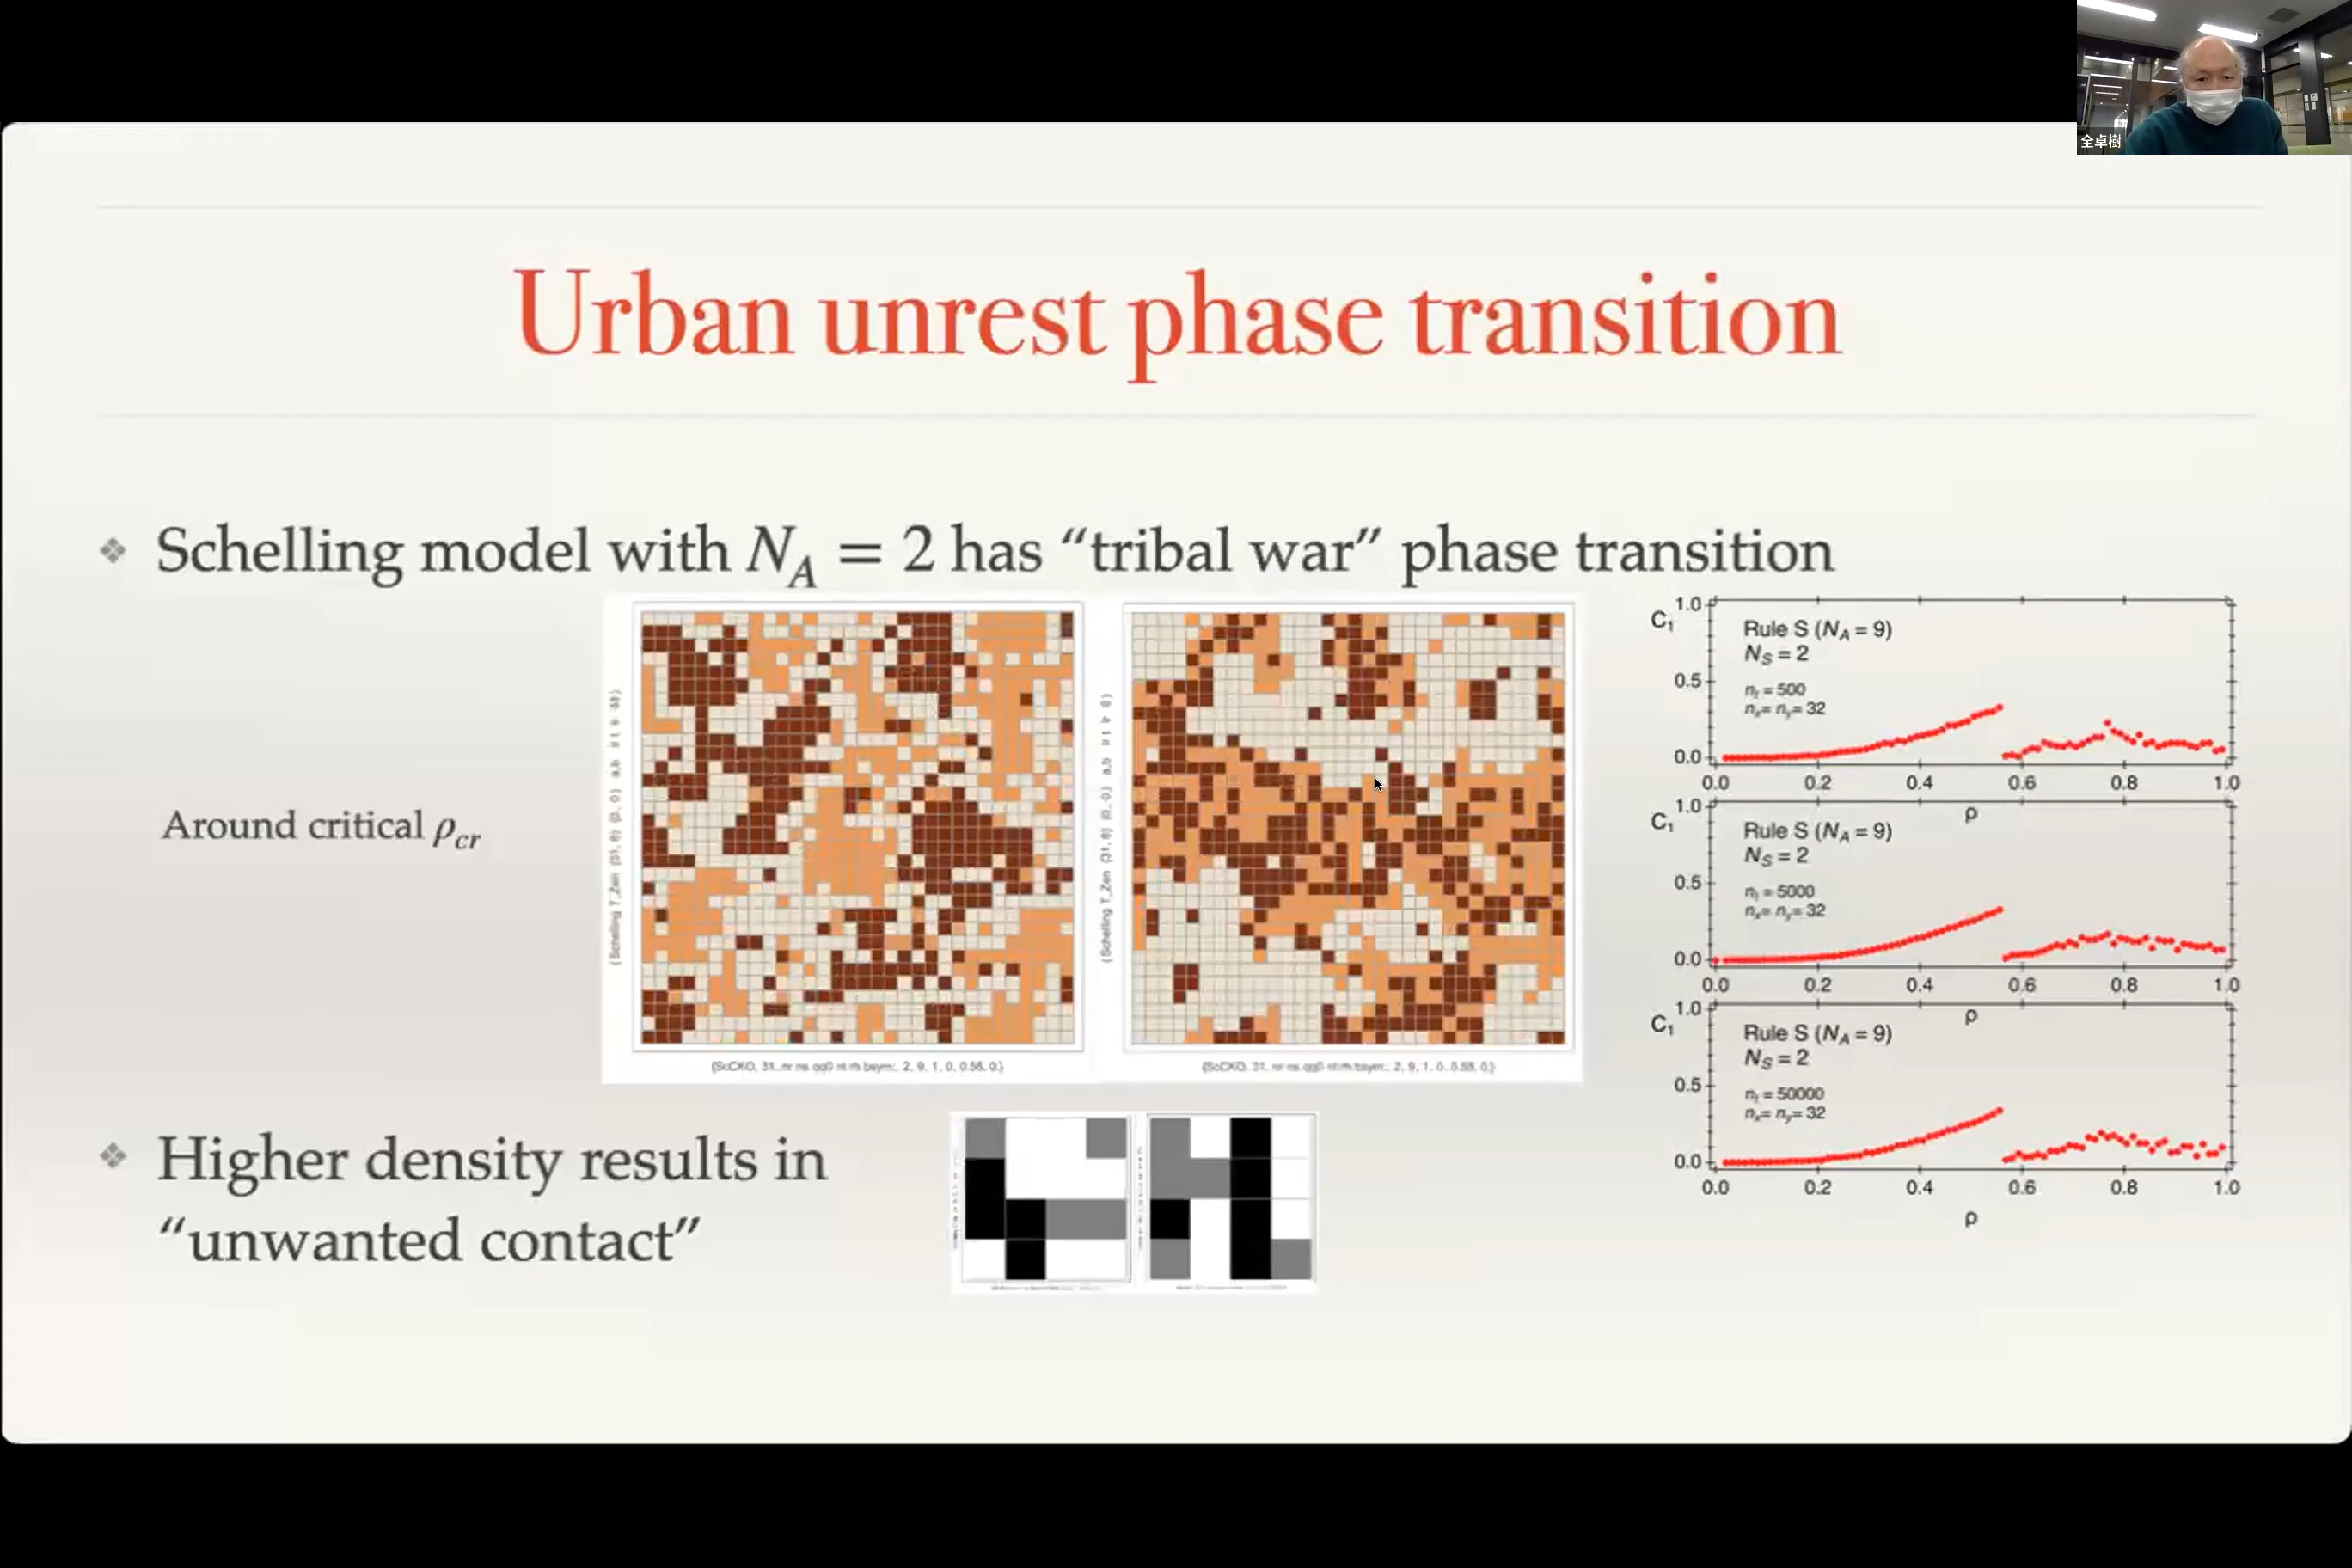 全卓樹
Urban unrest phase transition
❖ Schelling model with N_A = 2 has “tribal war” phase transition
Around critical ρ_cr
C₁
1.0
0.5
0.0
Rule S (N_A = 9)
N_S = 2
n_t = 500
n_x = n_y = 32
0.0 0.2 0.4 0.6 0.8 1.0
ρ
C₁
1.0
0.5
0.0
Rule S (N_A = 9)
N_S = 2
n_t = 5000
n_x = n_y = 32
0.0 0.2 0.4 0.6 0.8 1.0
ρ
C₁
1.0
0.5
0.0
Rule S (N_A = 9)
N_S = 2
n_t = 50000
n_x = n_y = 32
0.0 0.2 0.4 0.6 0.8 1.0
ρ
❖ Higher density results in
“unwanted contact”